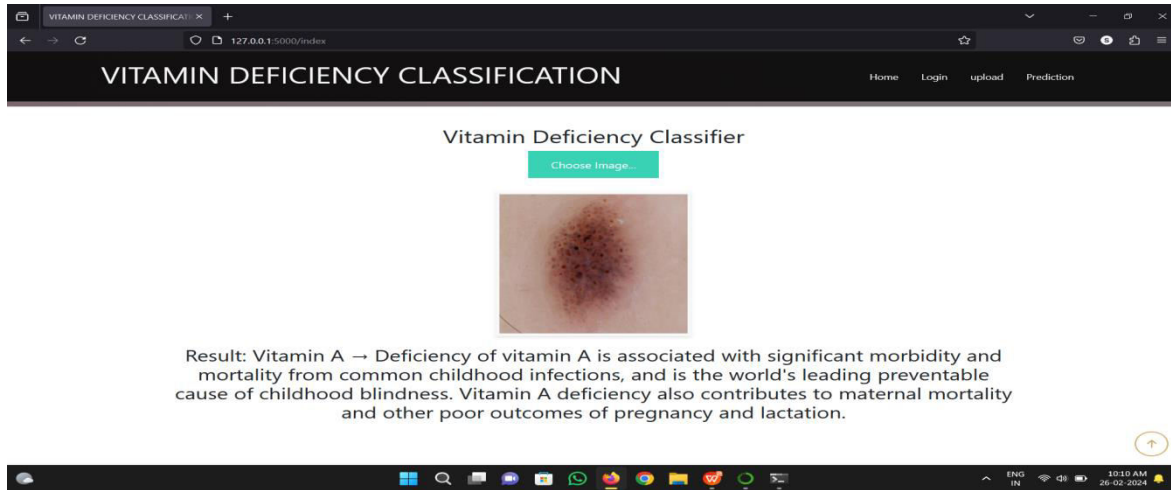 VITAMIN DEFICIENCY CLASSIFICATI
127.0.0.1:5000/index
VITAMIN DEFICIENCY CLASSIFICATION
Home Login upload Prediction
Vitamin Deficiency Classifier
Choose Image...
Result: Vitamin A → Deficiency of vitamin A is associated with significant morbidity and
mortality from common childhood infections, and is the world's leading preventable
cause of childhood blindness. Vitamin A deficiency also contributes to maternal mortality
and other poor outcomes of pregnancy and lactation.
ENG
IN
10:10 AM
26-02-2024